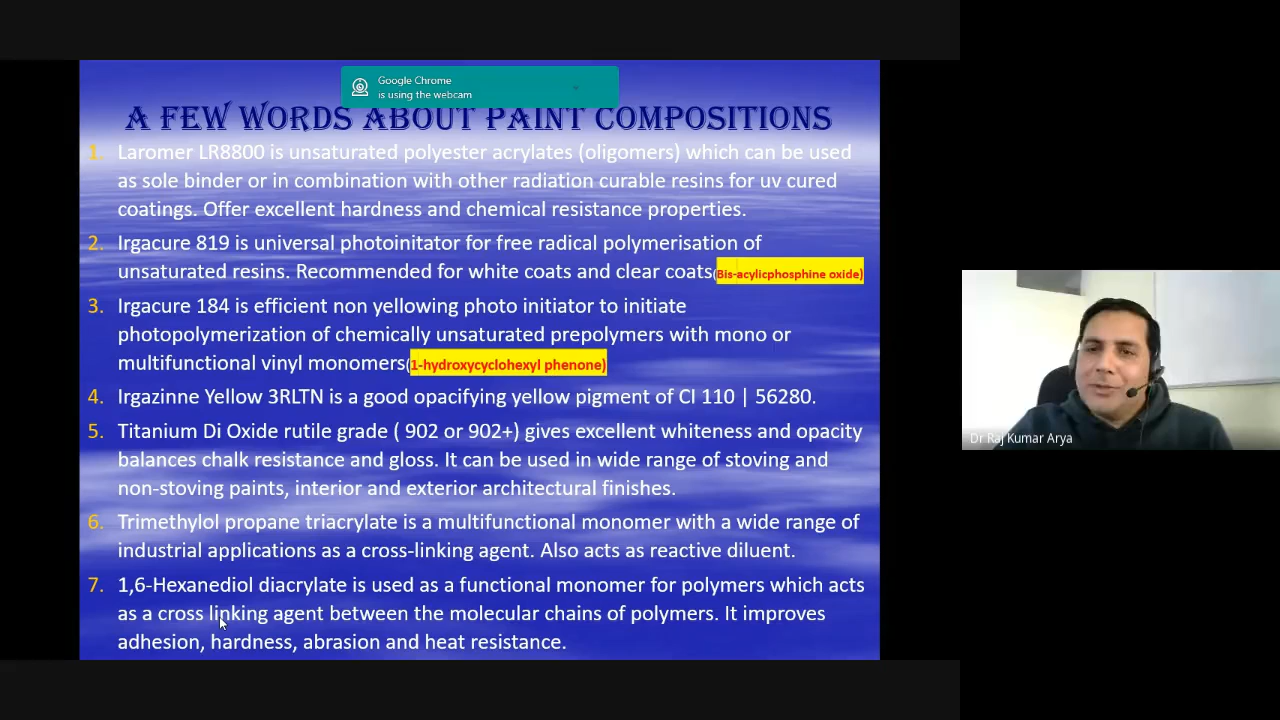 Google Chrome
is using the webcam
A FEW WORDS ABOUT PAINT COMPOSITIONS
1. Laromer LR8800 is unsaturated polyester acrylates (oligomers) which can be used
as sole binder or in combination with other radiation curable resins for uv cured
coatings. Offer excellent hardness and chemical resistance properties.
2. Irgacure 819 is universal photoinitator for free radical polymerisation of
unsaturated resins. Recommended for white coats and clear coats(Bis-acylicphosphine oxide)
3. Irgacure 184 is efficient non yellowing photo initiator to initiate
photopolymerization of chemically unsaturated prepolymers with mono or
multifunctional vinyl monomers(1-hydroxycyclohexyl phenone)
4. Irgazinne Yellow 3RLTN is a good opacifying yellow pigment of CI 110 | 56280.
5. Titanium Di Oxide rutile grade ( 902 or 902+) gives excellent whiteness and opacity
balances chalk resistance and gloss. It can be used in wide range of stoving and
non-stoving paints, interior and exterior architectural finishes.
6. Trimethylol propane triacrylate is a multifunctional monomer with a wide range of
industrial applications as a cross-linking agent. Also acts as reactive diluent.
7. 1,6-Hexanediol diacrylate is used as a functional monomer for polymers which acts
as a cross linking agent between the molecular chains of polymers. It improves
adhesion, hardness, abrasion and heat resistance.
Dr Raj Kumar Arya